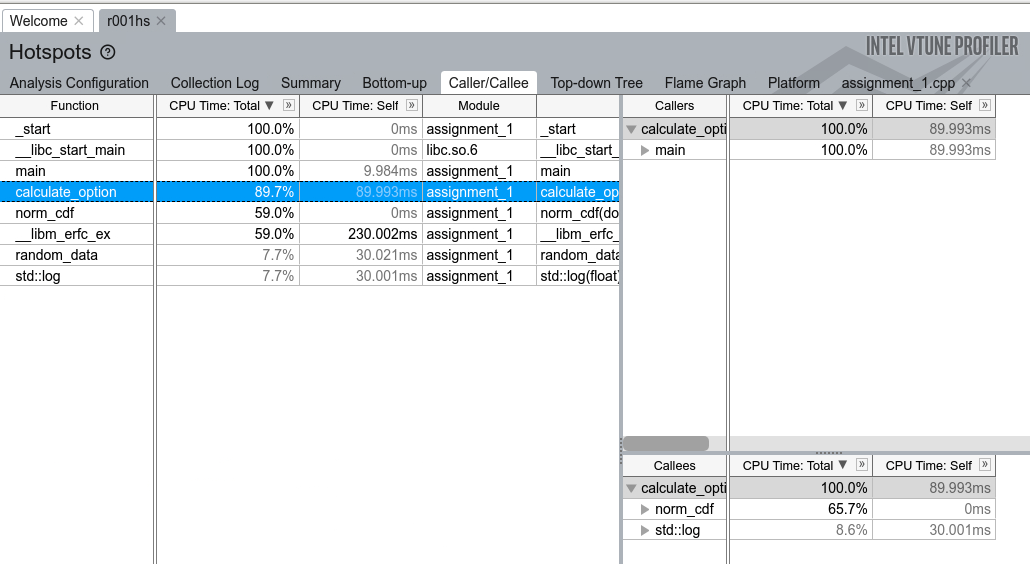 Welcome × r001hs ×
Hotspots ?
INTEL VTUNE PROFILER
Analysis Configuration Collection Log Summary Bottom-up Caller/Callee Top-down Tree Flame Graph Platform assignment_1.cpp ×
Function CPU Time: Total ▼ » CPU Time: Self » Module
_start 100.0% 0ms assignment_1 _start
__libc_start_main 100.0% 0ms libc.so.6 __libc_start_
main 100.0% 9.984ms assignment_1 main
calculate_option 89.7% 89.993ms assignment_1 calculate_op
norm_cdf 59.0% 0ms assignment_1 norm_cdf(do
__libm_erfc_ex 59.0% 230.002ms assignment_1 __libm_erfc_
random_data 7.7% 30.021ms assignment_1 random_data
std::log 7.7% 30.001ms assignment_1 std::log(float)
Callers CPU Time: Total ▼ » CPU Time: Self »
calculate_opti 100.0% 89.993ms
main 100.0% 89.993ms
Callees CPU Time: Total ▼ » CPU Time: Self »
calculate_opti 100.0% 89.993ms
norm_cdf 65.7% 0ms
std::log 8.6% 30.001ms